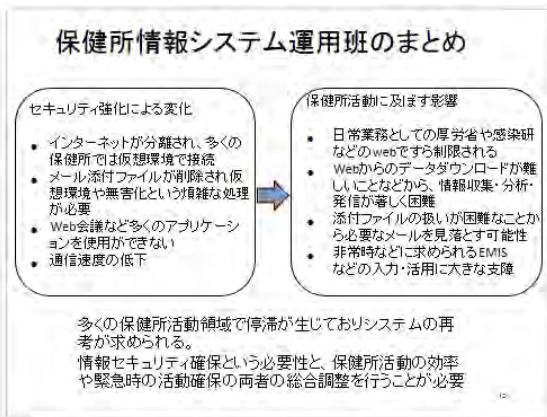 保健所情報システム運用班のまとめ
セキュリティ強化による変化
• インターネットが分離され、多くの
保健所では仮想環境で接続
• メール添付ファイルが削除され仮
想環境や無害化という煩雑な処理
が必要
• Web会議など多くのアプリケーショ
ンを使用ができない
• 通信速度の低下
保健所活動に及ぼす影響
• 日常業務としての厚労省や感染研
などのwebですら制限される
• Webからのデータダウンロードが難
しいことなどから、情報収集・分析・
発信が著しく困難
• 添付ファイルの扱いが困難なことか
ら必要なメールを見落とす可能性
• 非常時などに求められるEMIS
などの入力・活用に大きな支障
多くの保健所活動領域で停滞が生じておりシステムの再
考が求められる。
情報セキュリティ確保という必要性と、保健所活動の効率
や緊急時の活動確保の両者の総合調整を行うことが必要